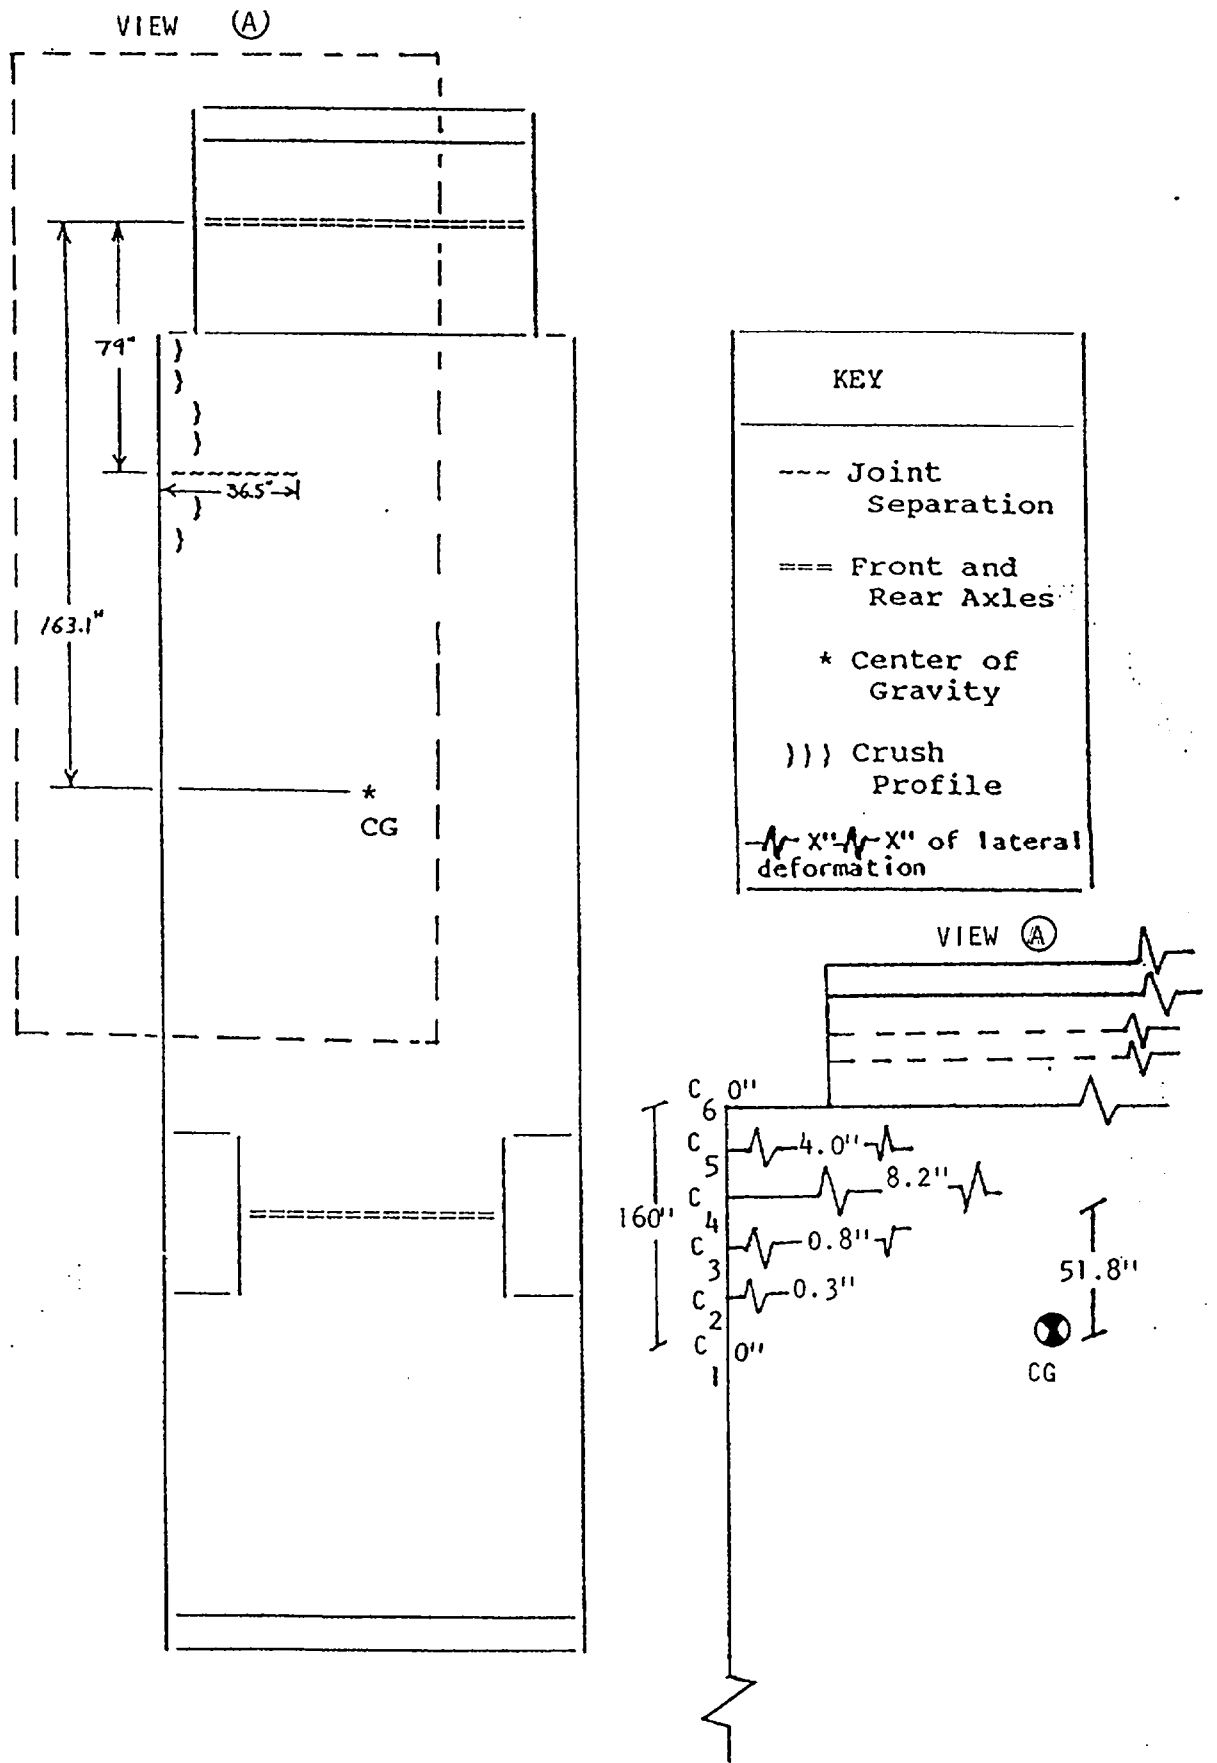 VIEW A
79"
36.5"
163.1"
*
CG
KEY
~~~ Joint
Separation
=== Front and
Rear Axles
* Center of
Gravity
))) Crush
Profile
X" X" of lateral
deformation
VIEW A
C6 0"
C5 4.0"
C4 8.2"
160"
C3 0.8"
51.8"
C2 0.3"
C1 0"
CG